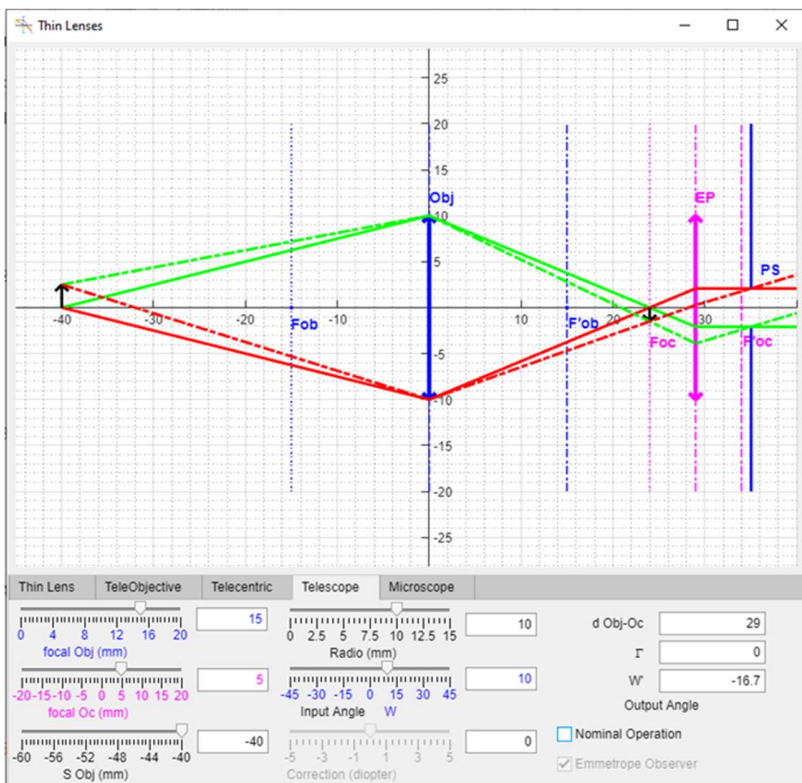 Thin Lenses
25
20
15
Obj
10
EP
5
PS
-40
-30
-20
-10
10
20
30
Fob
F'ob
Foc
F'oc
-5
-10
-15
-20
-25
Thin Lens TeleObjective Telecentric Telescope Microscope
0 4 8 12 16 20
focal Obj (mm)
15
0 2.5 5 7.5 10 12.5 15
Radio (mm)
10
d Obj-Oc 29
Γ 0
-20 -15 -10 -5 0 5 10 15 20
focal Oc (mm)
5
-45 -30 -15 0 15 30 45
Input Angle W
10
W' -16.7
Output Angle
-60 -56 -52 -48 -44 -40
S Obj (mm)
-40
-5 -3 -1 1 3 5
Correction (diopter)
0
Nominal Operation
Emmetrope Observer